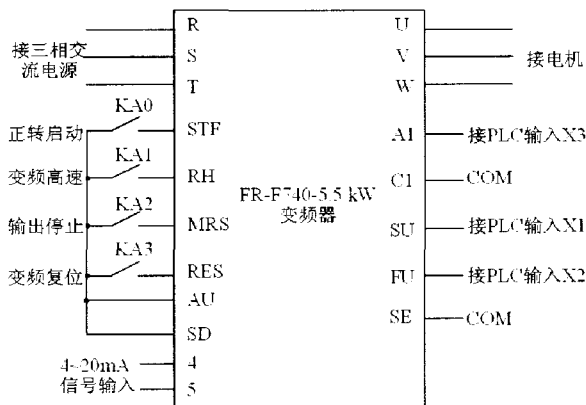 接三相交
流电源
R
S
T
正转启动
KA0
STF
变频高速
KA1
RH
输出停止
KA2
MRS
变频复位
KA3
RES
AU
SD
4~20mA
信号输入
4
5
FR-F740-5.5 kW
变频器
U
V
W
接电机
A1
接PLC输入X3
C1
COM
SU
接PLC输入X1
FU
接PLC输入X2
SE
COM